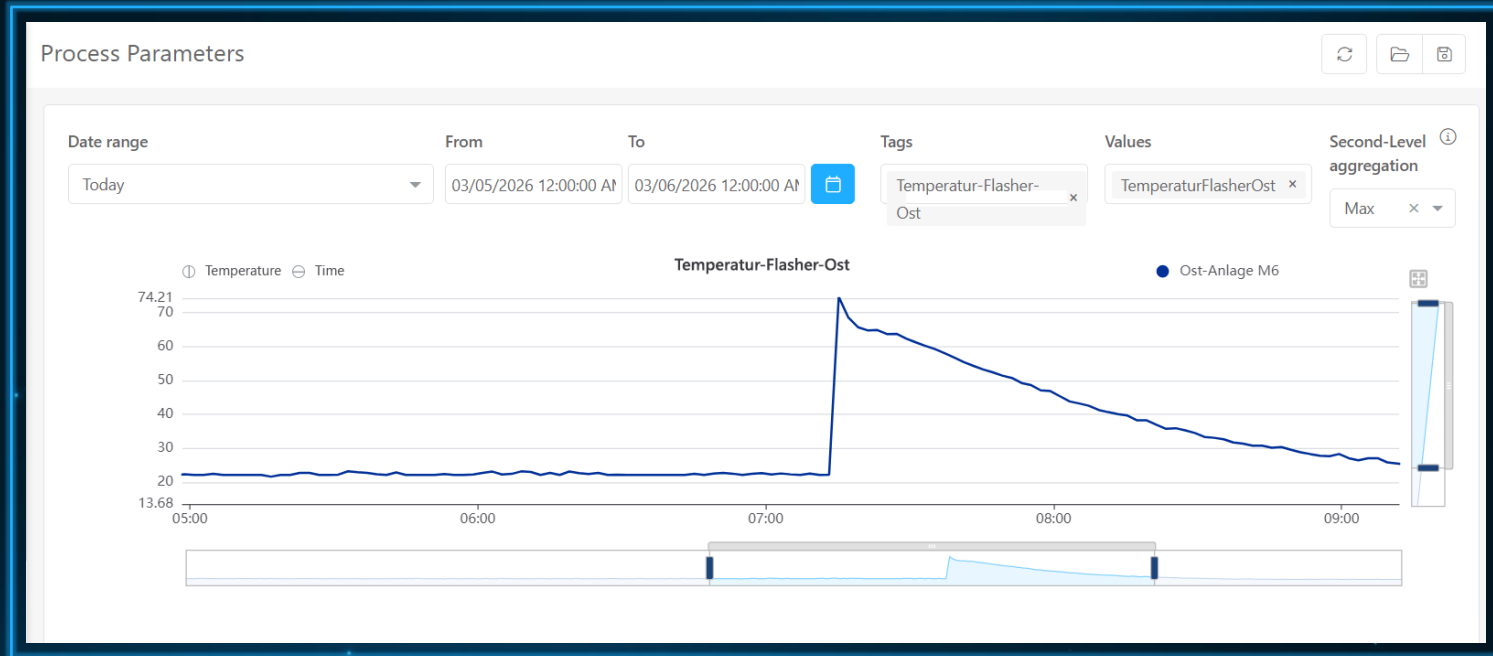 Process Parameters
Date range
From
To
Tags
Values
Second-Level
aggregation
Today
03/05/2026 12:00:00 AM
03/06/2026 12:00:00 AM
Temperatur-Flasher-
Ost
×
TemperaturFlasherOst ×
Max ×
Temperature
Time
Temperatur-Flasher-Ost
Ost-Anlage M6
74.21
70
60
50
40
30
20
13.68
05:00
06:00
07:00
08:00
09:00